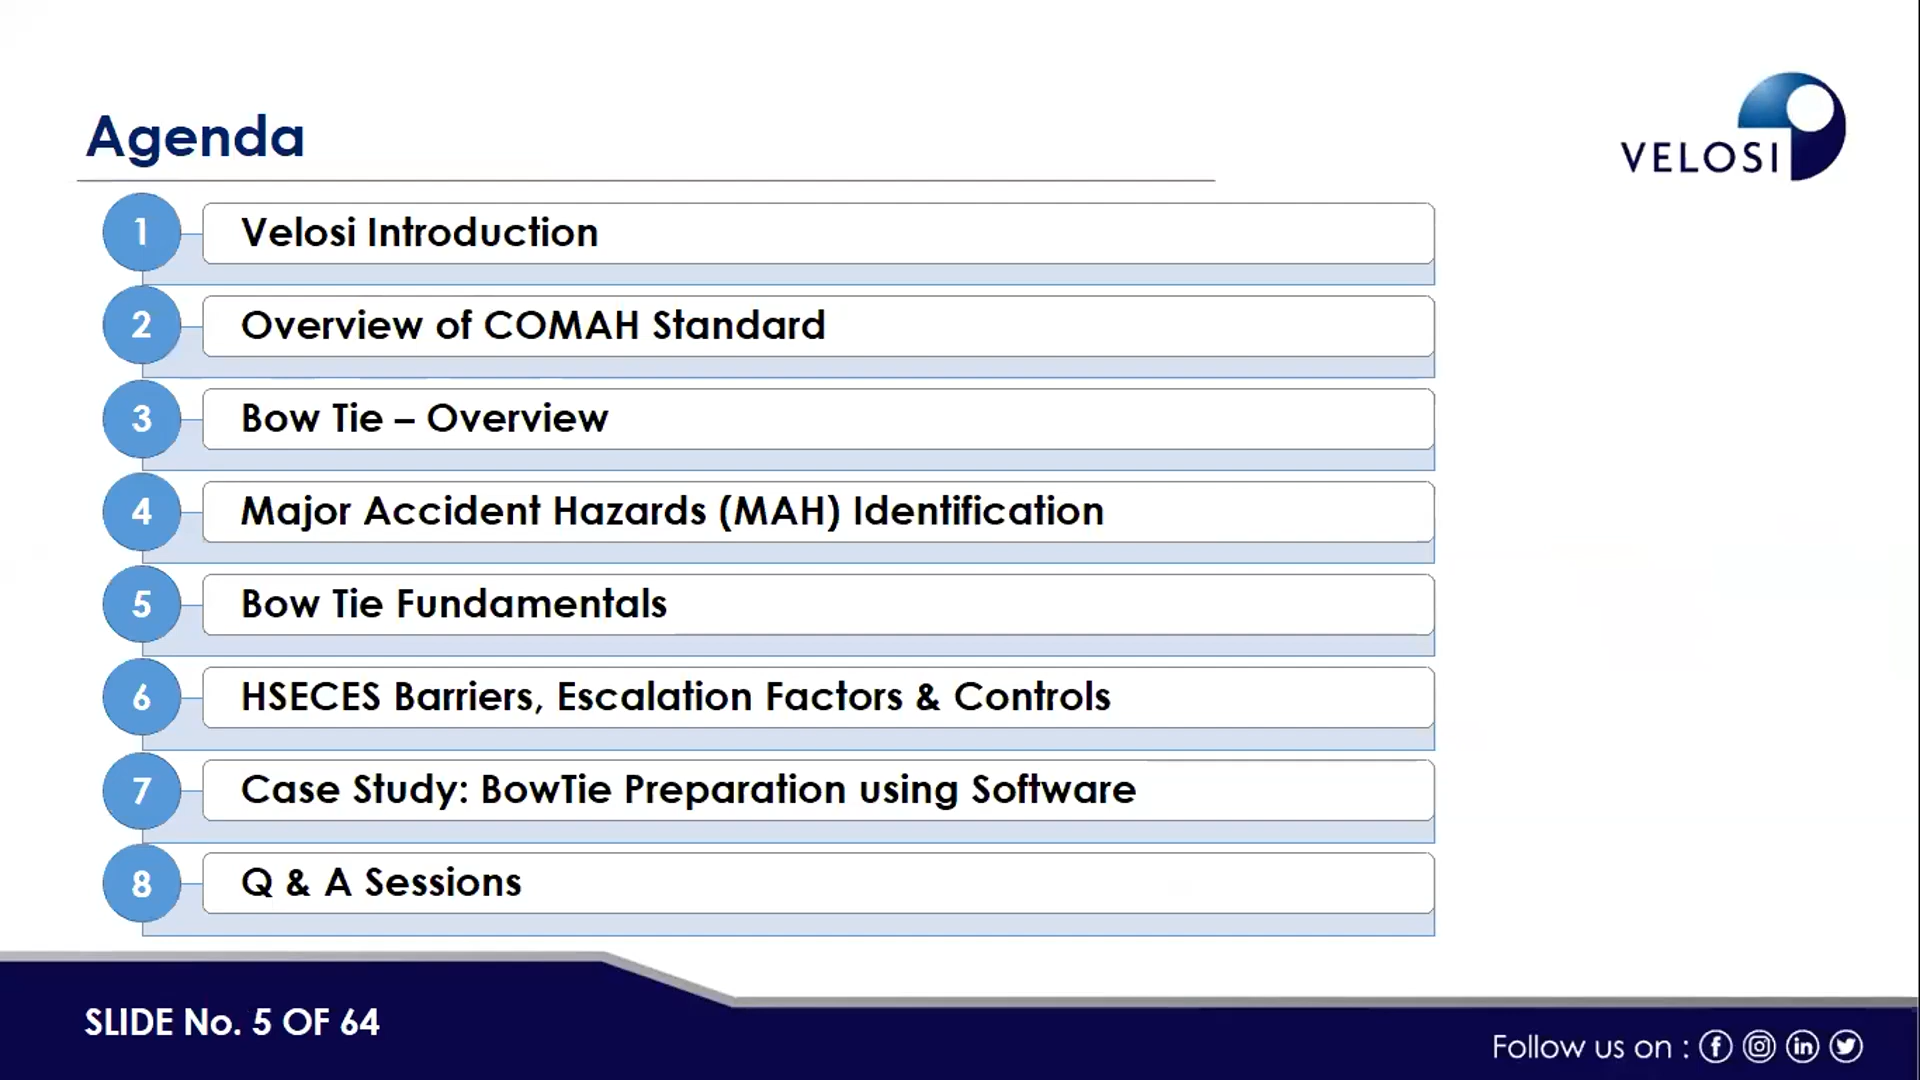 Agenda
VELOSI
1 Velosi Introduction
2 Overview of COMAH Standard
3 Bow Tie – Overview
4 Major Accident Hazards (MAH) Identification
5 Bow Tie Fundamentals
6 HSECES Barriers, Escalation Factors & Controls
7 Case Study: BowTie Preparation using Software
8 Q & A Sessions
SLIDE No. 5 OF 64
Follow us on :